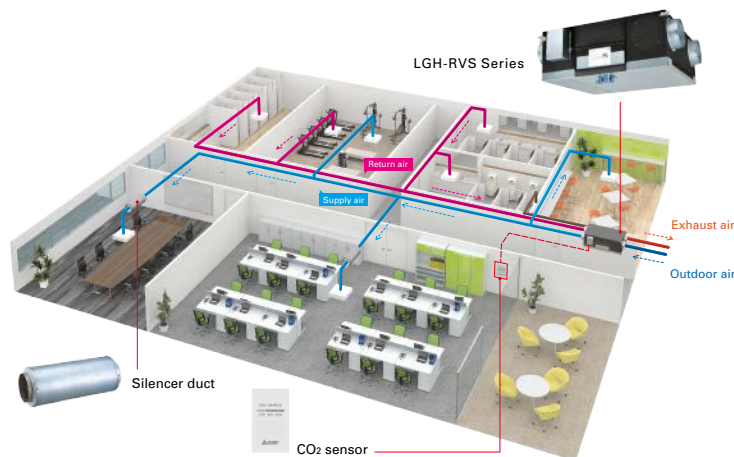 LGH-RVS Series
Return air
Supply air
Exhaust air
Outdoor air
Silencer duct
CO₂ sensor